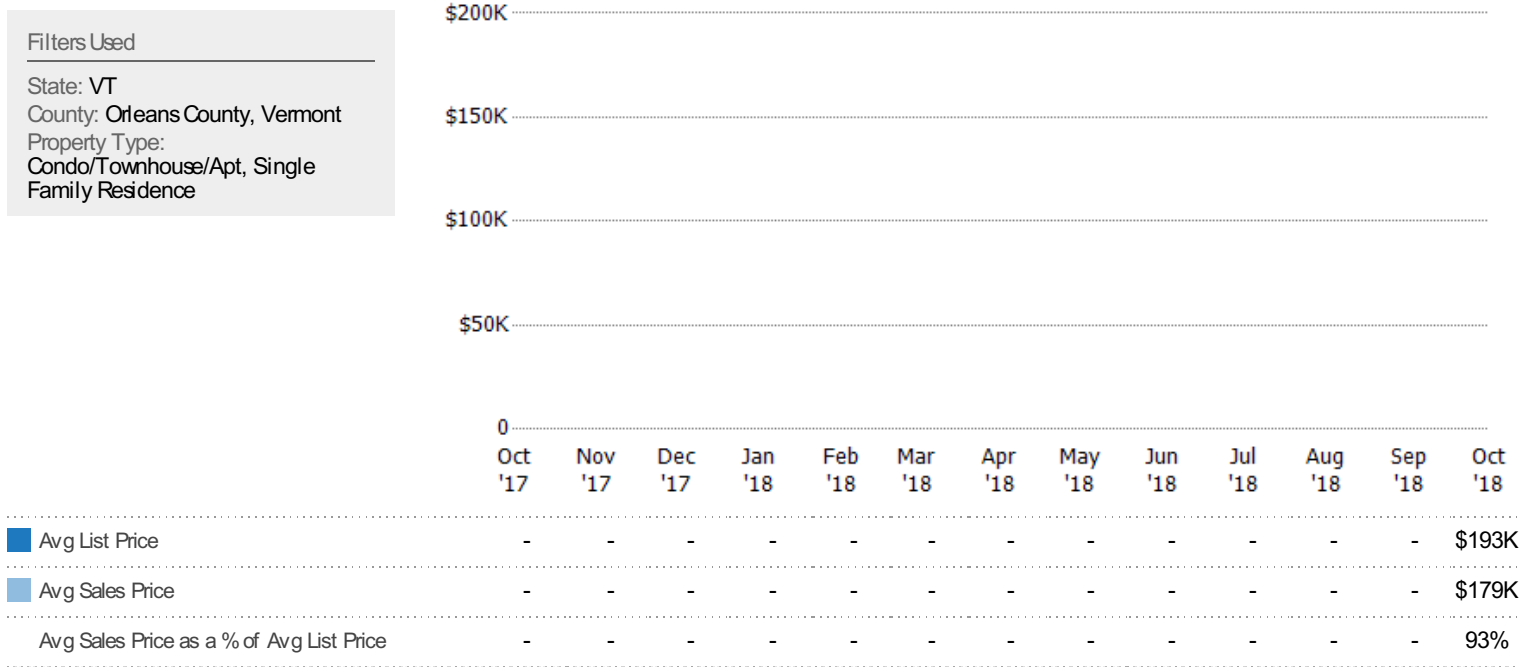 Filters Used
State: VT
County: Orleans County, Vermont
Property Type:
Condo/Townhouse/Apt, Single
Family Residence
$200K
$150K
$100K
$50K
0
Oct Nov Dec Jan Feb Mar Apr May Jun Jul Aug Sep Oct
'17 '17 '17 '18 '18 '18 '18 '18 '18 '18 '18 '18 '18
Avg List Price - - - - - - - - - - - - $193K
Avg Sales Price - - - - - - - - - - - - $179K
Avg Sales Price as a % of Avg List Price - - - - - - - - - - - - 93%